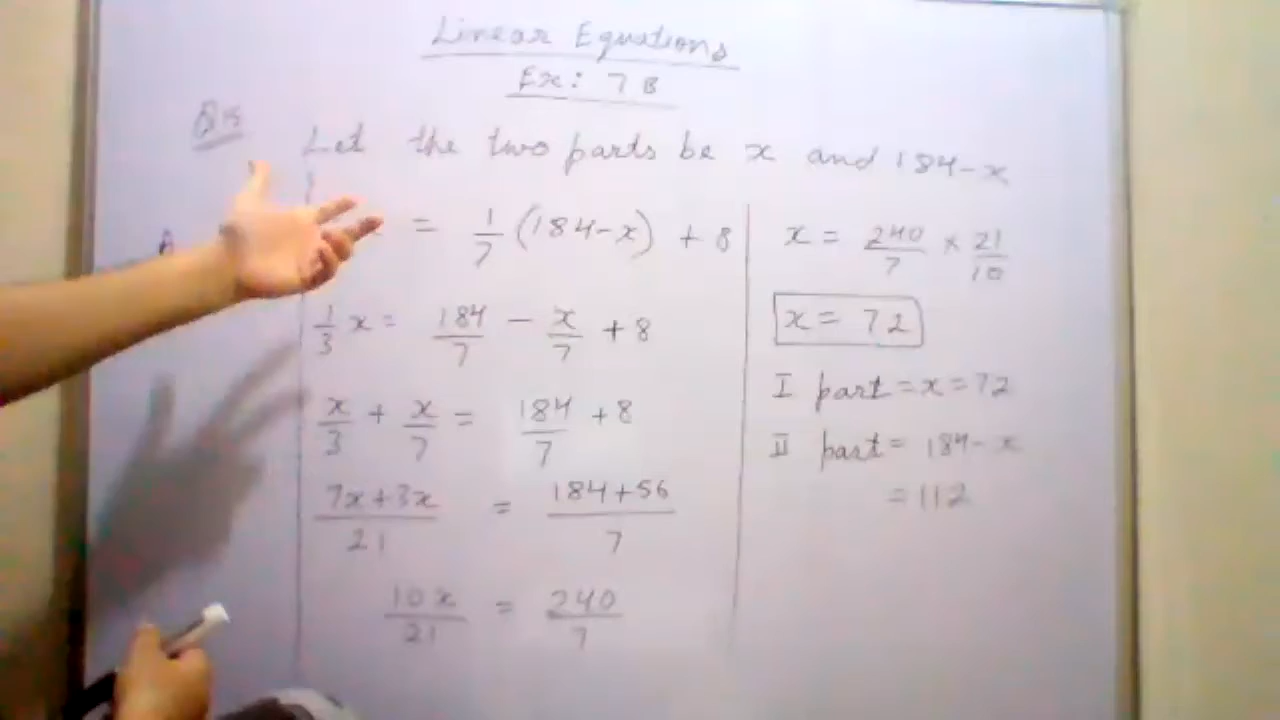 Linear Equations
Ex: 7B
Let the two parts be x and 184-x
= 1/7 (184-x) + 8
1/3 x = 184/7 - x/7 + 8
x/3 + x/7 = 184/7 + 8
7x+3x/21 = 184+56/7
10x/21 = 240/7
x = 240/7 × 21/10
x = 72
I part = x = 72
II part = 184-x
= 112